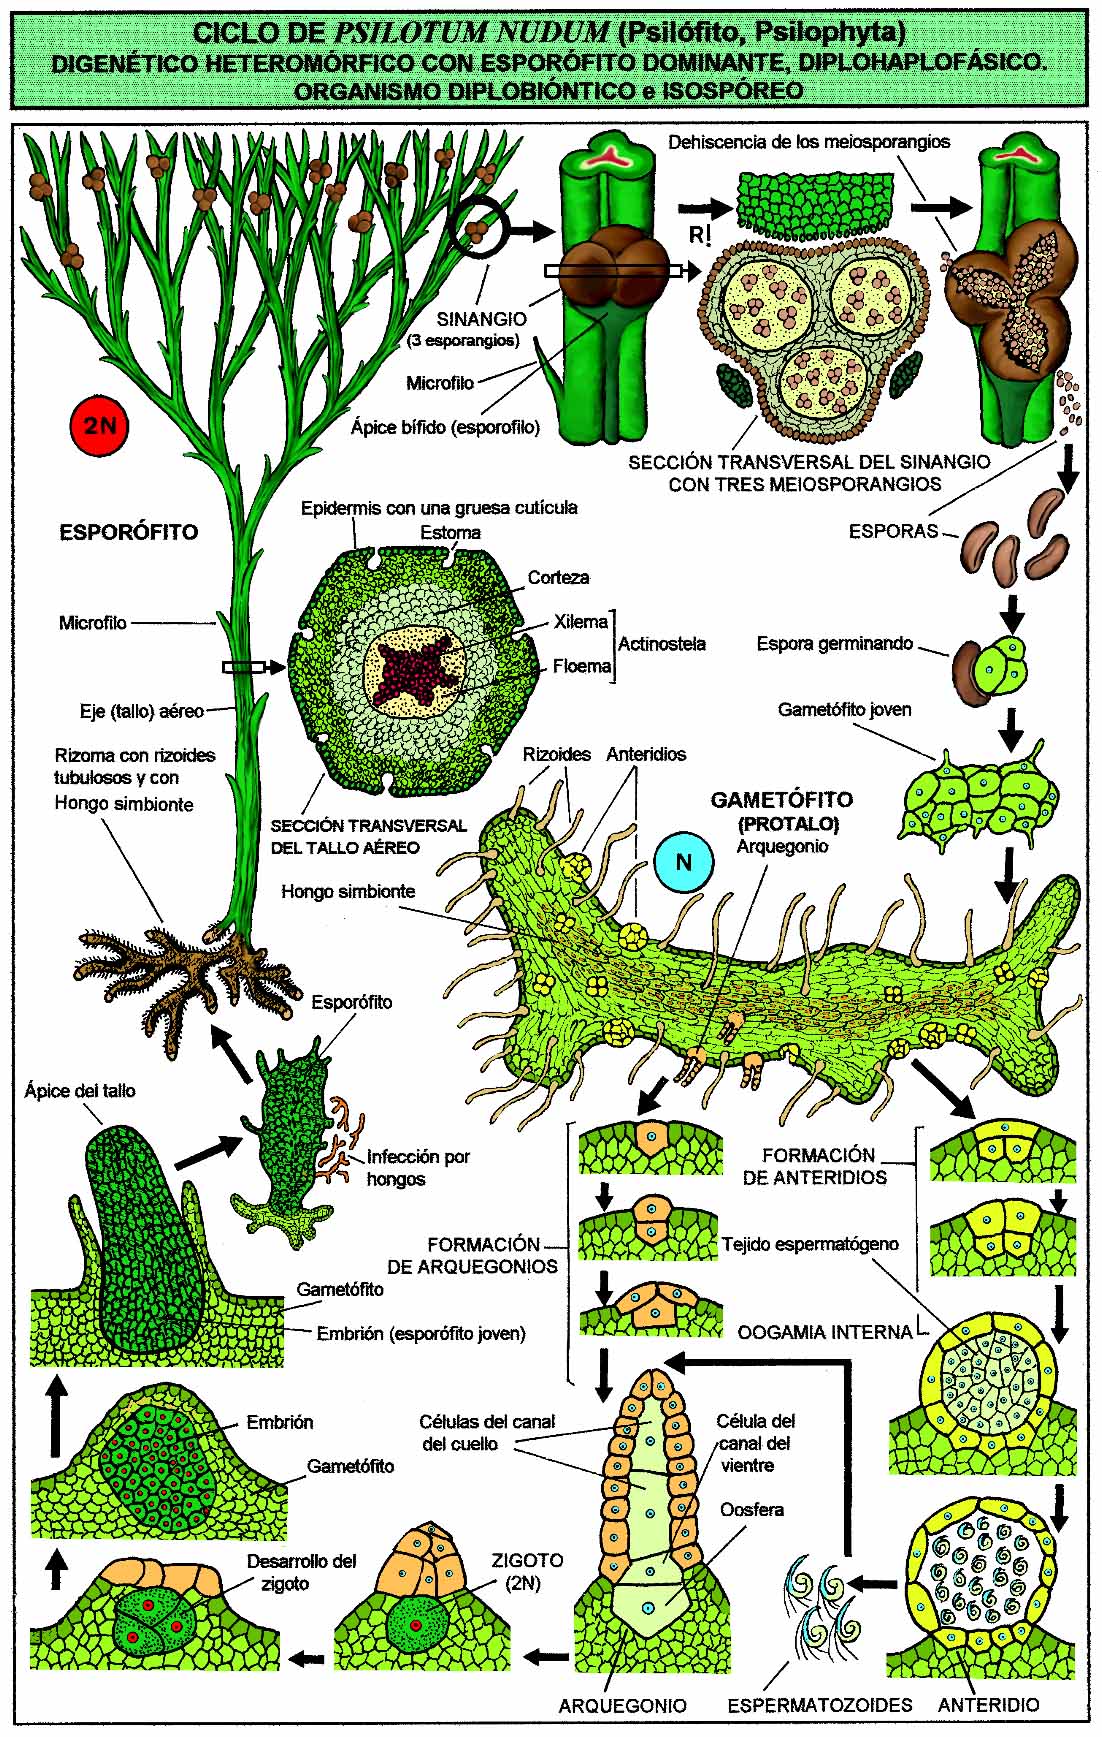 CICLO DE PSILOTUM NUDUM (Psilófito, Psilophyta)
DIGENÉTICO HETEROMÓRFICO CON ESPORÓFITO DOMINANTE, DIPLOHAPLOFÁSICO.
ORGANISMO DIPLOBIÓNTICO e ISOSPÓREO
Dehiscencia de los meiosporangios
R!
SINANGIO
(3 esporangios)
Microfilo
Ápice bífido (esporofilo)
2N
SECCIÓN TRANSVERSAL DEL SINANGIO
CON TRES MEIOSPORANGIOS
ESPORAS
ESPORÓFITO
Epidermis con una gruesa cutícula
Estoma
Corteza
Xilema
Actinostela
Floema
Microfilo
Eje (tallo) aéreo
Rizoma con rizoides
tubulosos y con
Hongo simbionte
SECCIÓN TRANSVERSAL
DEL TALLO AÉREO
Espora germinando
Gametófito joven
Rizoides
Anteridios
GAMETÓFITO
(PROTALO)
N
Arquegonio
Hongo simbionte
Esporófito
Ápice del tallo
Infección por
hongos
FORMACIÓN
DE ANTERIDIOS
FORMACIÓN
DE ARQUEGONIOS
Tejido espermatógeno
Gametófito
Embrión (esporófito joven)
OOGAMIA INTERNA
Embrión
Gametófito
Células del canal
del cuello
Célula del
canal del
vientre
Oosfera
Desarrollo del
zigoto
ZIGOTO
(2N)
ARQUEGONIO
ESPERMATOZOIDES
ANTERIDIO